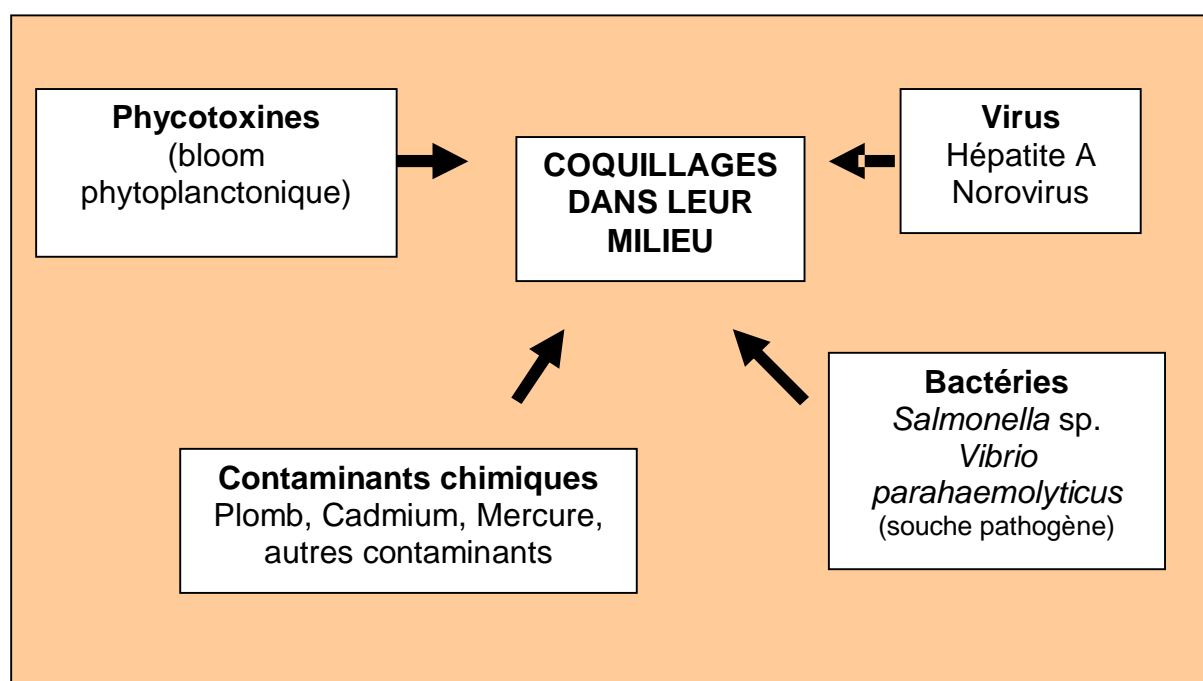 Phycotoxines
(bloom
phytoplanctonique)
COQUILLAGES
DANS LEUR
MILIEU
Virus
Hépatite A
Norovirus
Contaminants chimiques
Plomb, Cadmium, Mercure,
autres contaminants
Bactéries
Salmonella sp.
Vibrio
parahaemolyticus
(souche pathogène)